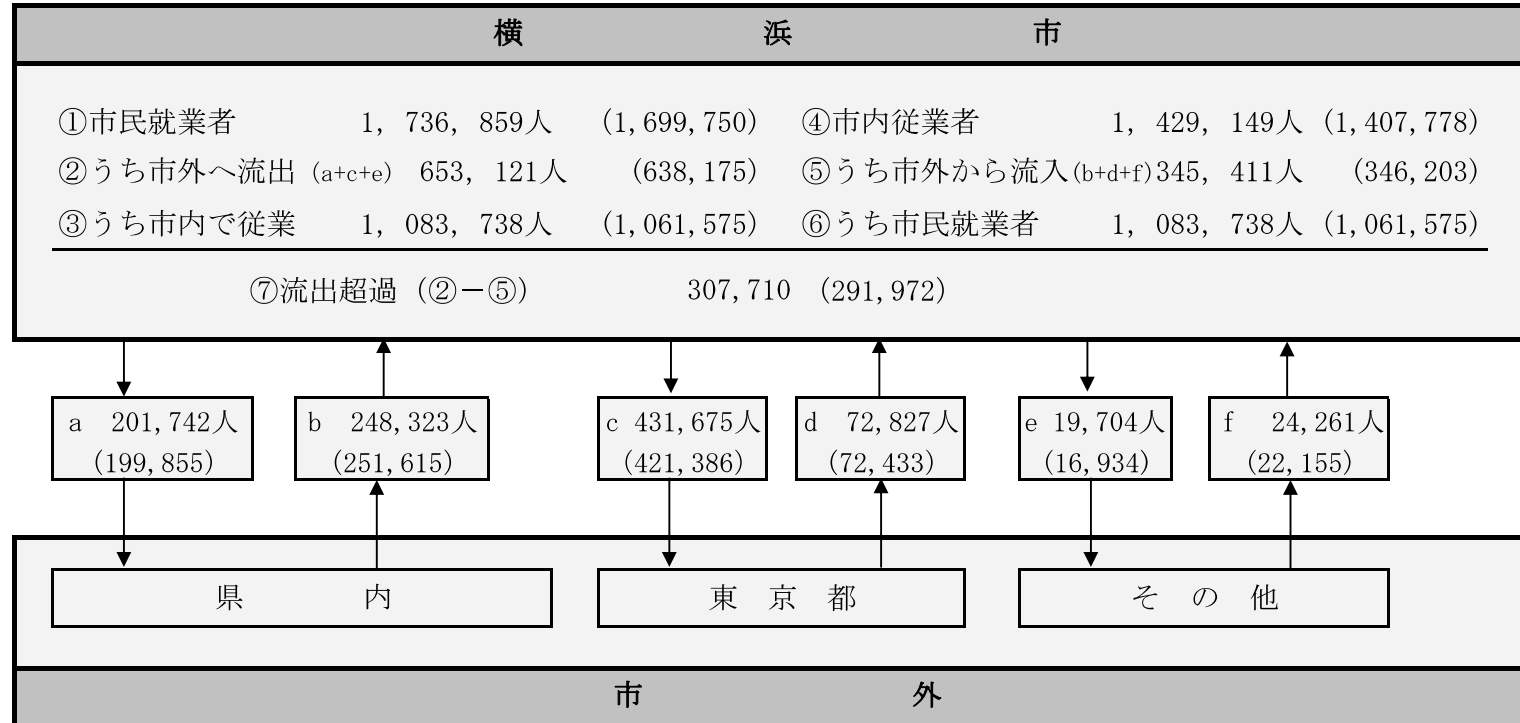 横浜市
①市民就業者 1, 736, 859人 (1,699,750) ④市内従業者 1, 429, 149人 (1,407,778)
②うち市外へ流出 (a+c+e) 653, 121人 (638,175) ⑤うち市外から流入(b+d+f)345, 411人 (346,203)
③うち市内で従業 1, 083, 738人 (1,061,575) ⑥うち市民就業者 1, 083, 738人 (1,061,575)
⑦流出超過 (②－⑤) 307,710 (291,972)
a 201,742人
(199,855)
b 248,323人
(251,615)
c 431,675人
(421,386)
d 72,827人
(72,433)
e 19,704人
(16,934)
f 24,261人
(22,155)
県内
東京都
その他
市外